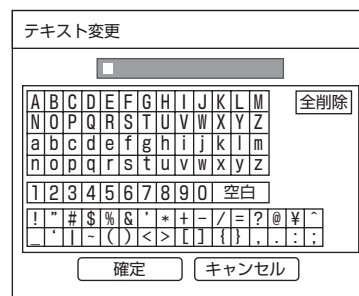 テキスト変更
A B C D E F G H I J K L M 全削除
N O P Q R S T U V W X Y Z
a b c d e f g h i j k l m
n o p q r s t u v w x y z
1 2 3 4 5 6 7 8 9 0 空白
! " # $ % & ' * + - / = ? @ ¥ ^
_ ` | ~ ( ) < > [ ] { } , . : ;
確定 キャンセル